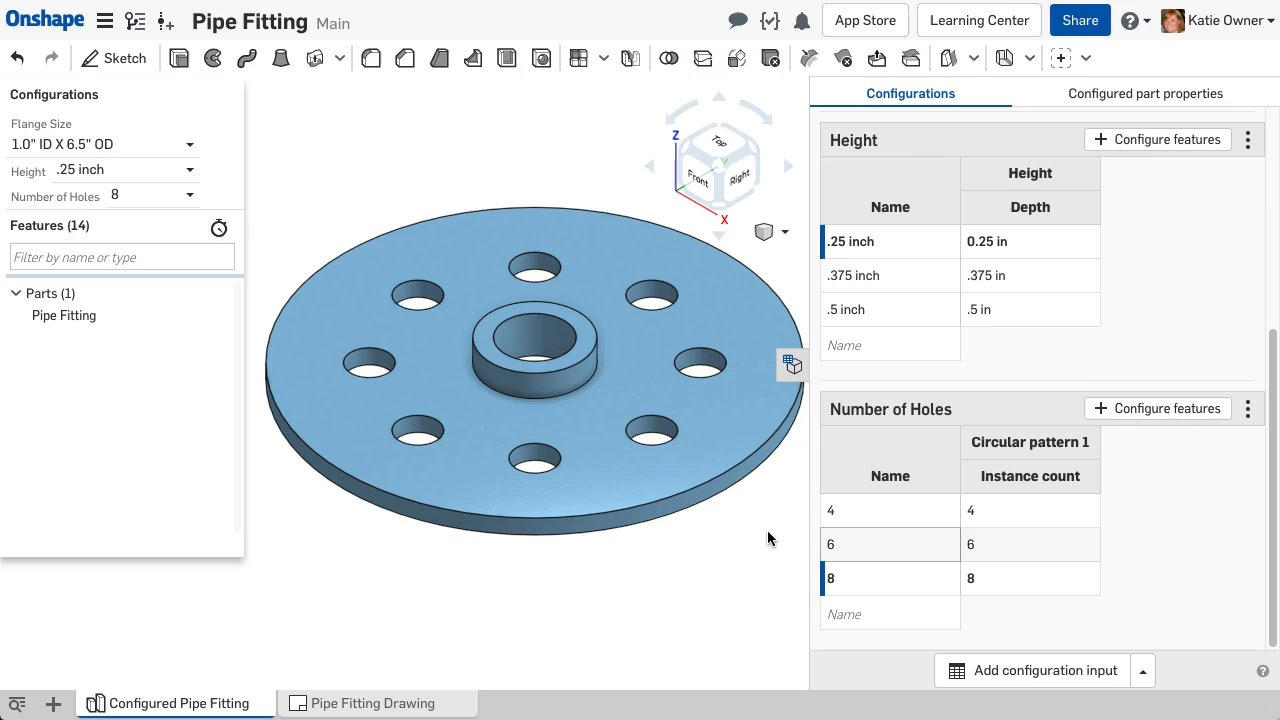 Onshape
Pipe Fitting Main
App Store
Learning Center
Share
Katie Owner
Sketch
Configurations
Flange Size
1.0" ID X 6.5" OD
Height .25 inch
Number of Holes 8
Features (14)
Filter by name or type
Parts (1)
Pipe Fitting
Z
Top
Y
Front
Right
X
Configurations
Configured part properties
Height
Configure features
Height
Name Depth
.25 inch 0.25 in
.375 inch .375 in
.5 inch .5 in
Name
Number of Holes
Configure features
Circular pattern 1
Name Instance count
4 4
6 6
8 8
Name
Add configuration input
Configured Pipe Fitting
Pipe Fitting Drawing